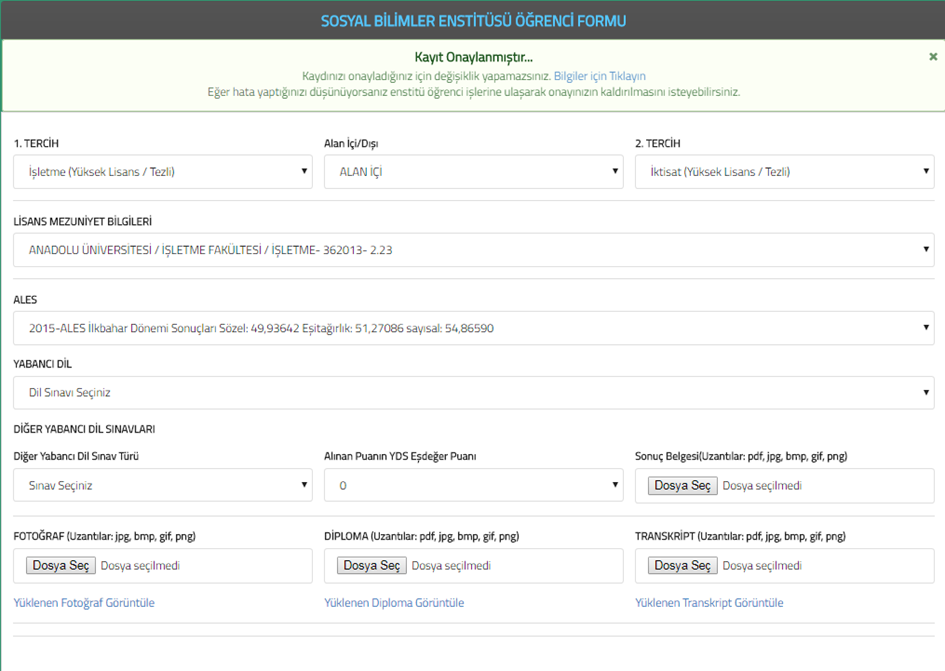 SOSYAL BİLİMLER ENSTİTÜSÜ ÖĞRENCİ FORMU
Kayıt Onaylanmıştır...
Kaydınızı onayladığınız için değişiklik yapamazsınız. Bilgiler için Tıklayın
Eğer hata yaptığınızı düşünüyorsanız enstitü öğrenci işlerine ulaşarak onayınızın kaldırılmasını isteyebilirsiniz.
1. TERCİH Alan İçi/Dışı 2. TERCİH
İşletme (Yüksek Lisans / Tezli) ALAN İÇİ İktisat (Yüksek Lisans / Tezli)
LİSANS MEZUNİYET BİLGİLERİ
ANADOLU ÜNİVERSİTESİ / İŞLETME FAKÜLTESİ / İŞLETME- 362013- 2.23
ALES
2015-ALES İlkbahar Dönemi Sonuçları Sözel: 49,93642 Eşitağırlık: 51,27086 sayısal: 54,86590
YABANCI DİL
Dil Sınavı Seçiniz
DİĞER YABANCI DİL SINAVLARI
Diğer Yabancı Dil Sınav Türü Alınan Puanın YDS Eşdeğer Puanı Sonuç Belgesi(Uzantılar: pdf, jpg, bmp, gif, png)
Sınav Seçiniz 0 Dosya Seç Dosya seçilmedi
FOTOĞRAF (Uzantılar: jpg, bmp, gif, png) DİPLOMA (Uzantılar: pdf, jpg, bmp, gif, png) TRANSKRİPT (Uzantılar: pdf, jpg, bmp, gif, png)
Dosya Seç Dosya seçilmedi Dosya Seç Dosya seçilmedi Dosya Seç Dosya seçilmedi
Yüklenen Fotoğraf Görüntüle Yüklenen Diploma Görüntüle Yüklenen Transkript Görüntüle